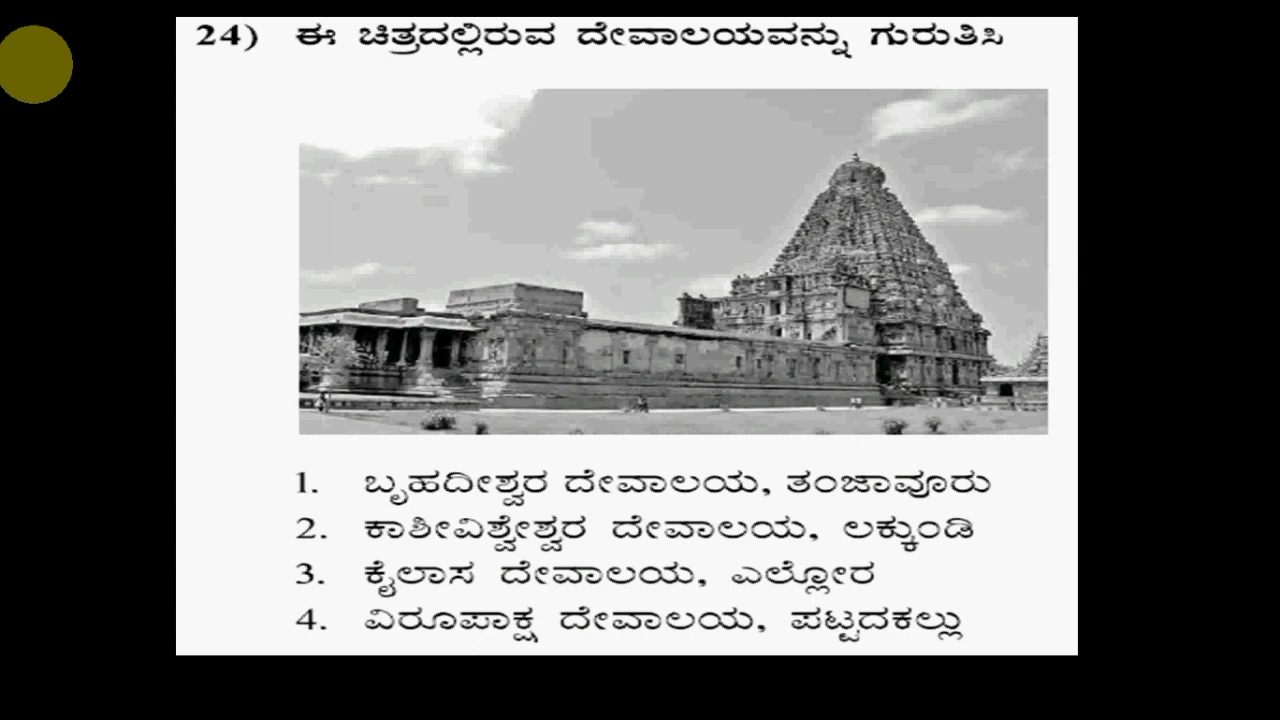 24) ಈ ಚಿತ್ರದಲ್ಲಿರುವ ದೇವಾಲಯವನ್ನು ಗುರುತಿಸಿ
1. ಬೃಹದೀಶ್ವರ ದೇವಾಲಯ, ತಂಜಾವೂರು
2. ಕಾಶೀವಿಶ್ವೇಶ್ವರ ದೇವಾಲಯ, ಲಕ್ಕುಂಡಿ
3. ಕೈಲಾಸ ದೇವಾಲಯ, ಎಲ್ಲೋರ
4. ವಿರೂಪಾಕ್ಷ ದೇವಾಲಯ, ಪಟ್ಟದಕಲ್ಲು